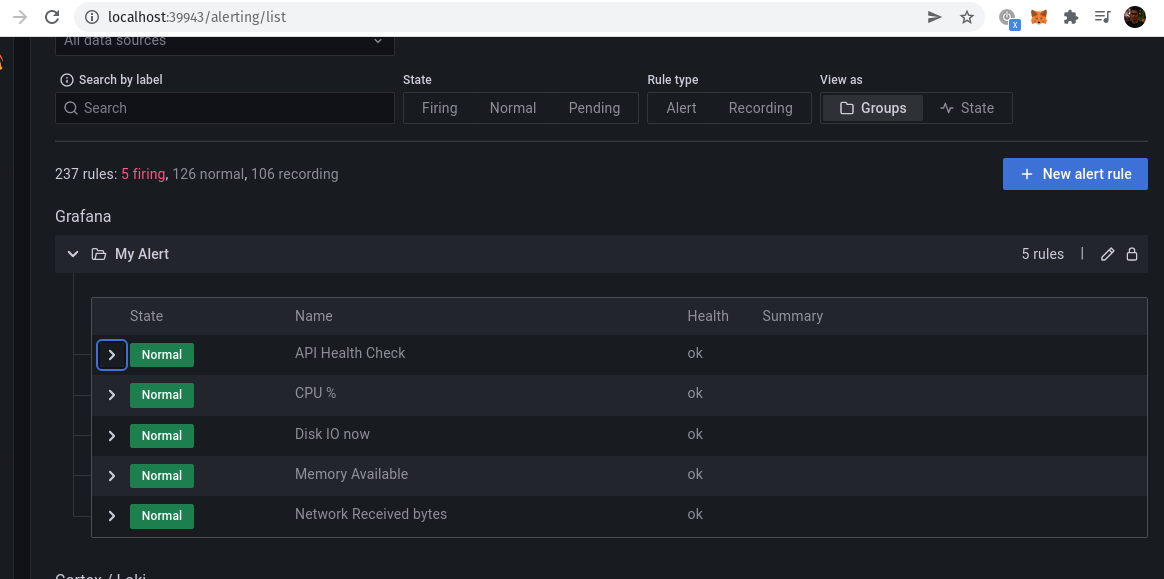 localhost:39943/alerting/list
X
All data sources
Search by label
State
Rule type
View as
Search
Firing Normal Pending
Alert Recording
Groups State
237 rules: 5 firing, 126 normal, 106 recording
+ New alert rule
Grafana
My Alert 5 rules |
State Name Health Summary
Normal API Health Check ok
Normal CPU % ok
Normal Disk IO now ok
Normal Memory Available ok
Normal Network Received bytes ok
Cortex / Loki